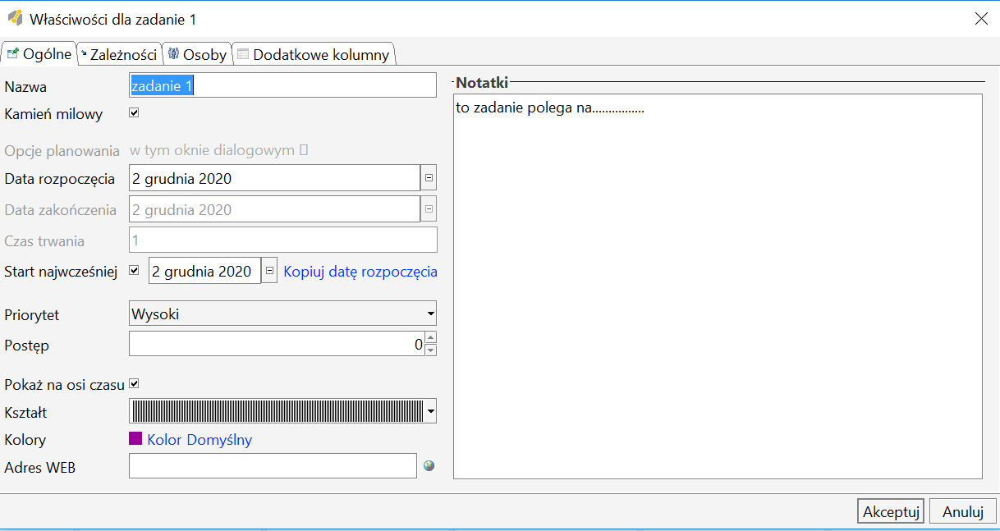 Właściwości dla zadanie 1
Ogólne Zależności Osoby Dodatkowe kolumny
Nazwa zadanie 1
Kamień milowy
Opcje planowania w tym oknie dialogowym
Data rozpoczęcia 2 grudnia 2020
Data zakończenia 2 grudnia 2020
Czas trwania 1
Start najwcześniej 2 grudnia 2020 Kopiuj datę rozpoczęcia
Priorytet Wysoki
Postęp 0
Pokaż na osi czasu
Kształt
Kolory Kolor Domyślny
Adres WEB
Notatki
to zadanie polega na................
Akceptuj Anuluj